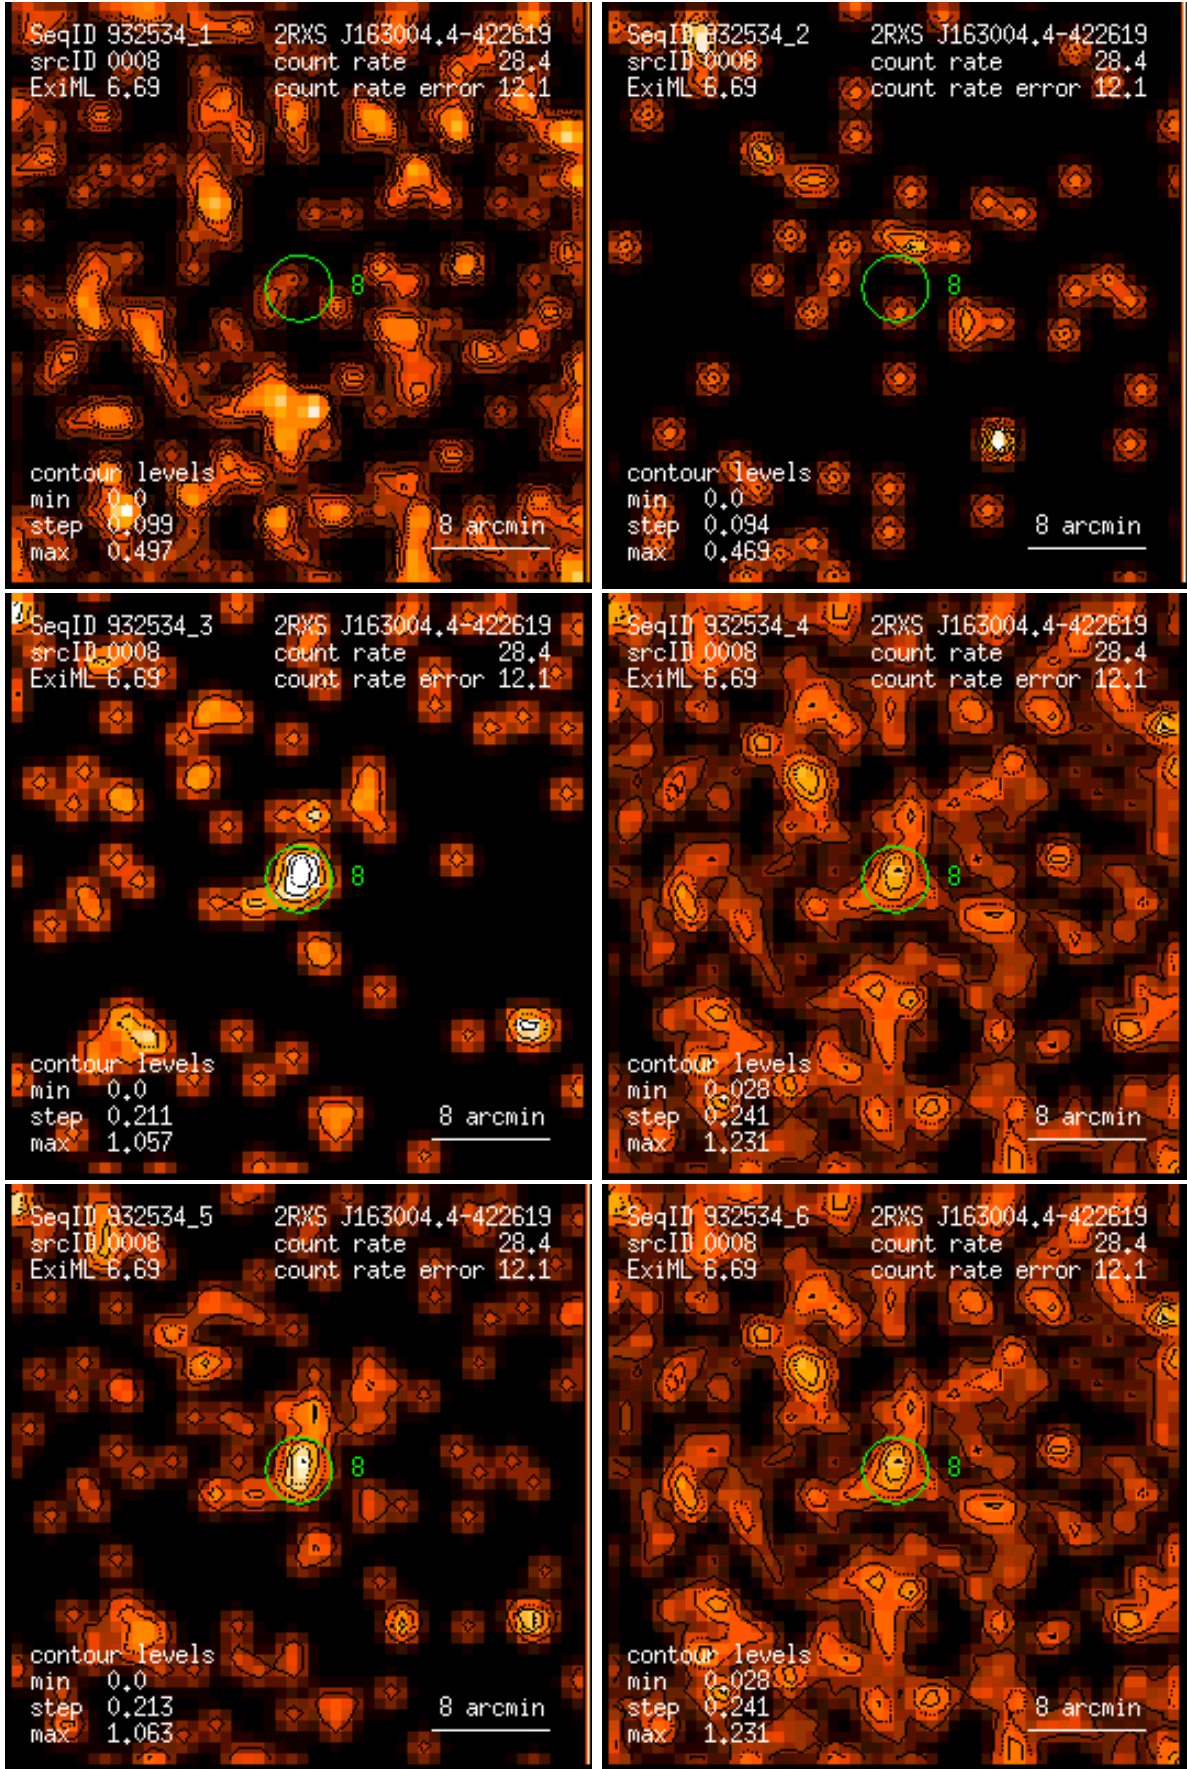 SeqID 932534_1 2RXS J163004.4-422619
srcID 0008 count rate 28.4
ExiML 6.69 count rate error 12.1
8
contour levels
min 0.0
step 0.099 8 arcmin
max 0.497
SeqID 932534_2 2RXS J163004.4-422619
srcID 0008 count rate 28.4
ExiML 6.69 count rate error 12.1
8
contour levels
min 0.0
step 0.094 8 arcmin
max 0.469
SeqID 932534_3 2RXS J163004.4-422619
srcID 0008 count rate 28.4
ExiML 6.69 count rate error 12.1
8
contour levels
min 0.0
step 0.211 8 arcmin
max 1.057
SeqID 932534_4 2RXS J163004.4-422619
srcID 0008 count rate 28.4
ExiML 6.69 count rate error 12.1
8
contour levels
min 0.028
step 0.241 8 arcmin
max 1.231
SeqID 932534_5 2RXS J163004.4-422619
srcID 0008 count rate 28.4
ExiML 6.69 count rate error 12.1
8
contour levels
min 0.0
step 0.213 8 arcmin
max 1.063
SeqID 932534_6 2RXS J163004.4-422619
srcID 0008 count rate 28.4
ExiML 6.69 count rate error 12.1
8
contour levels
min 0.028
step 0.241 8 arcmin
max 1.231